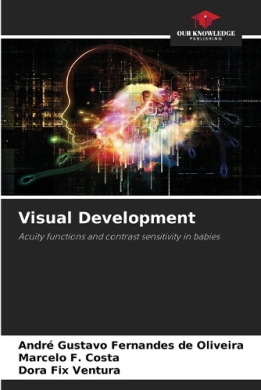 OUR KNOWLEDGE
PUBLISHING
Visual Development
Acuity functions and contrast sensitivity in babies
André Gustavo Fernandes de Oliveira
Marcelo F. Costa
Dora Fix Ventura